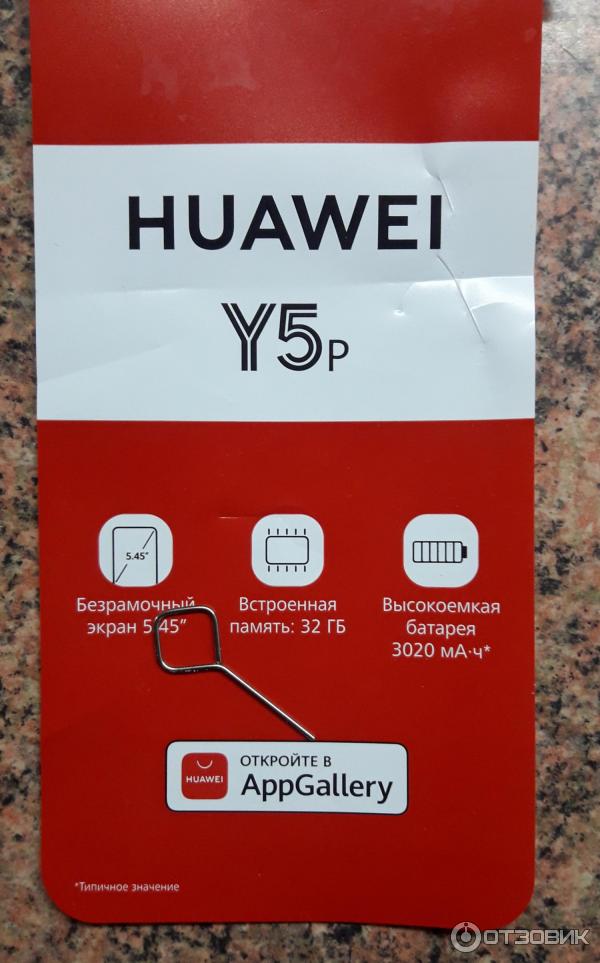 HUAWEI
Y5p
5.45"
Безрамочный
экран 5.45"
Встроенная
память: 32 ГБ
Высокоемкая
батарея
3020 мА·ч*
HUAWEI
ОТКРОЙТЕ В
AppGallery
*Типичное значение
ОТЗОВИК